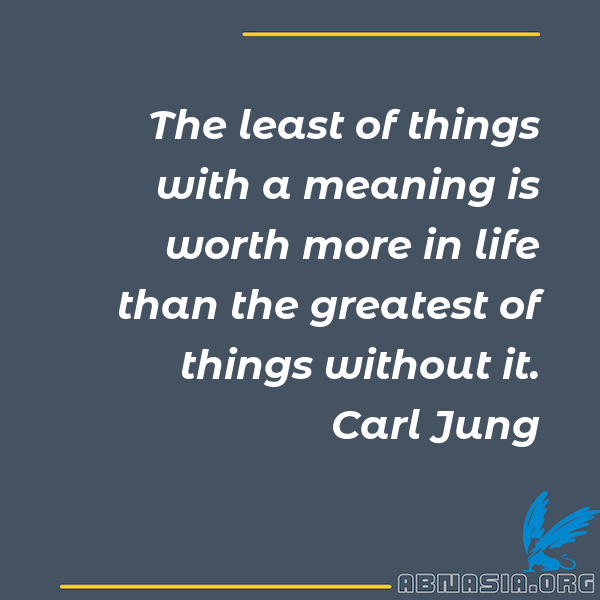 The least of things
with a meaning is
worth more in life
than the greatest of
things without it.
Carl Jung
ABNASIA.ORG